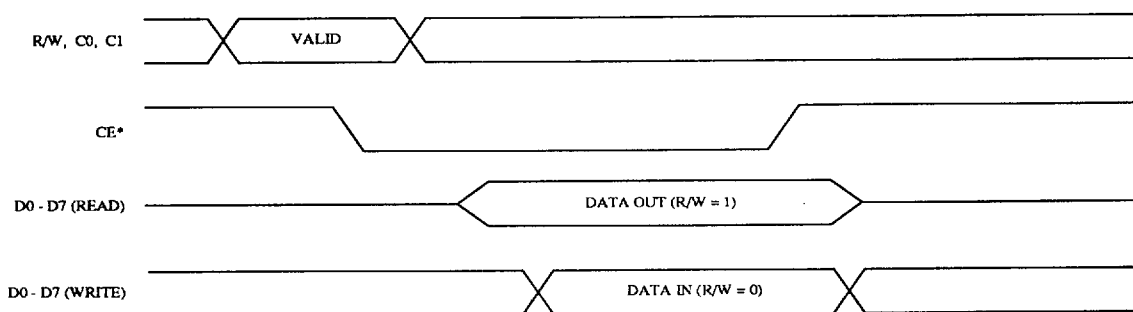 R/W, C0, C1
VALID
CE*
D0 - D7 (READ)
DATA OUT (R/W = 1)
D0 - D7 (WRITE)
DATA IN (R/W = 0)